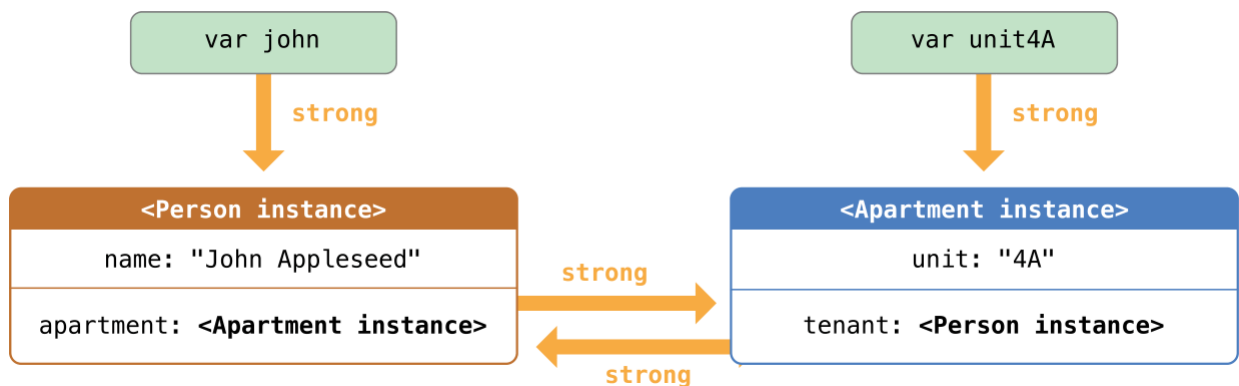 var john
var unit4A
strong
strong
<Person instance>
<Apartment instance>
name: "John Appleseed"
unit: "4A"
strong
apartment: <Apartment instance>
tenant: <Person instance>
strong